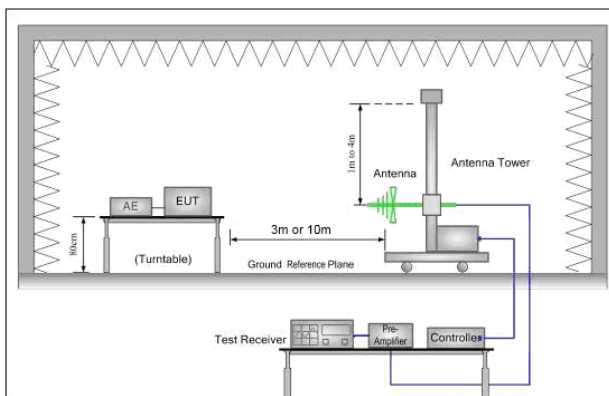 1m to 4m
Antenna
Antenna Tower
AE
EUT
80cm
(Turntable)
3m or 10m
Ground Reference Plane
Test Receiver
Pre-
Amplifier
Controller